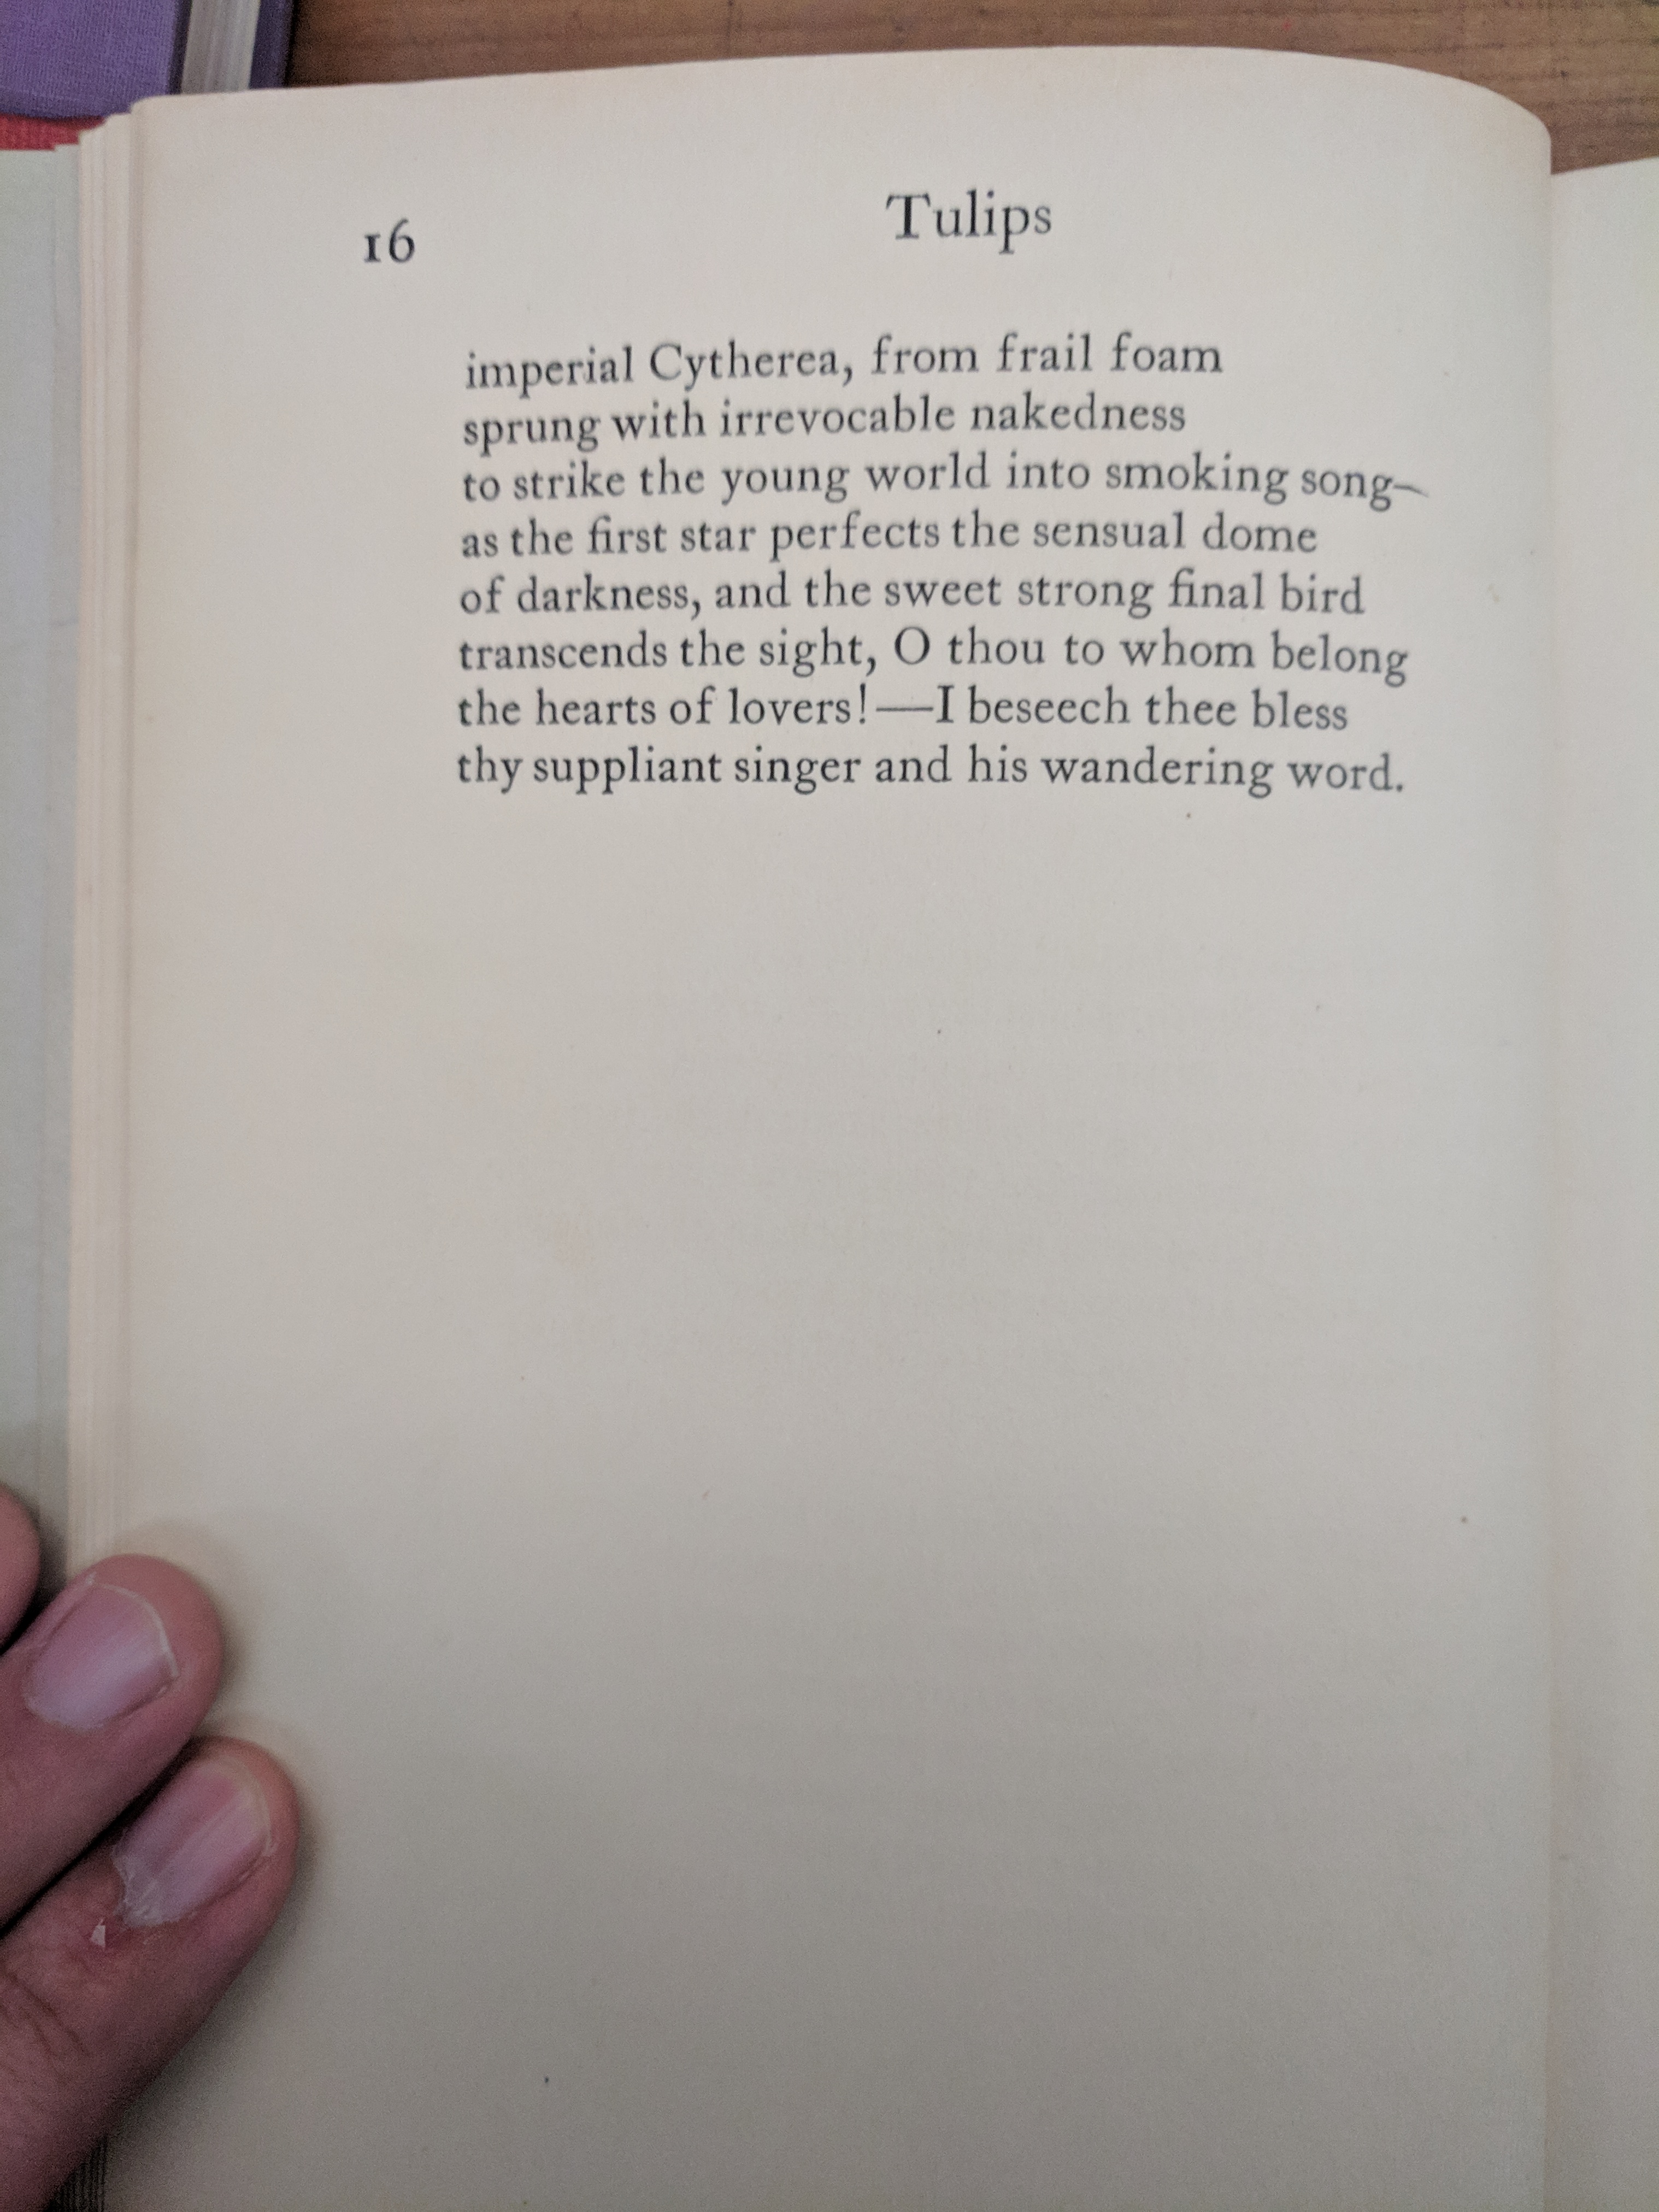 16 Tulips
imperial Cytherea, from frail foam
sprung with irrevocable nakedness
to strike the young world into smoking song—
as the first star perfects the sensual dome
of darkness, and the sweet strong final bird
transcends the sight, O thou to whom belong
the hearts of lovers!—I beseech thee bless
thy suppliant singer and his wandering word.